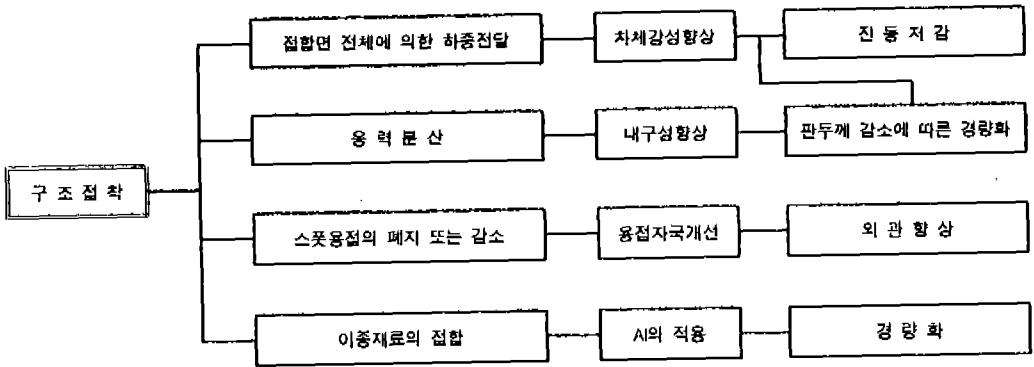 접합면 전체에 의한 하중전달
차체강성향상
진 동 저 감
응 력 분 산
내구성향상
판두께 감소에 따른 경량화
구 조 접 착
스폿용접의 폐지 또는 감소
용접자국개선
외 관 향 상
이종재료의 접합
Al의 적용
경 량 화